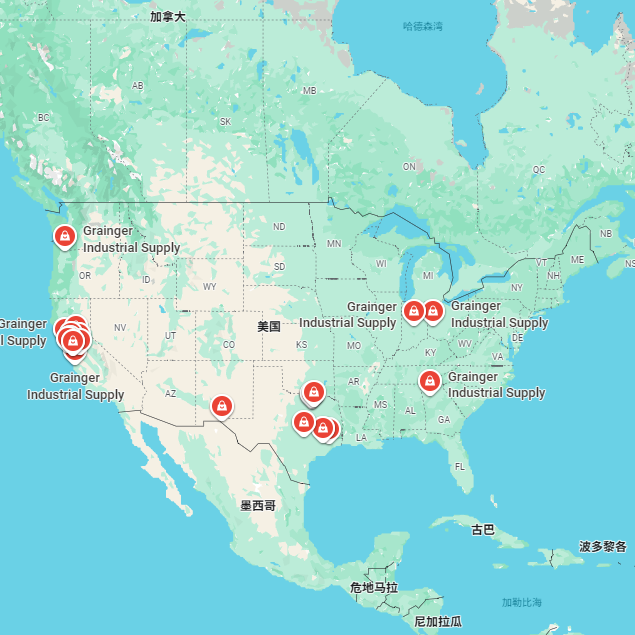 加拿大
哈德森湾
AB
MB
BC
SK
ON
QC
ND
MN
NB
Grainger
Industrial Supply
VT
ME
NS
WI
MI
NH
OR
ID
SD
WY
NY
Grainger
Industrial Supply
Grainger
Industrial Supply
Grainger
l Supply
NV
美国
UT
CO
KS
MO
DE
WV
KY
VA
Grainger
Industrial Supply
AZ
AR
Grainger
Industrial Supply
MS
AL
GA
LA
FL
墨西哥
古巴
波多黎各
危地马拉
加勒比海
尼加拉瓜